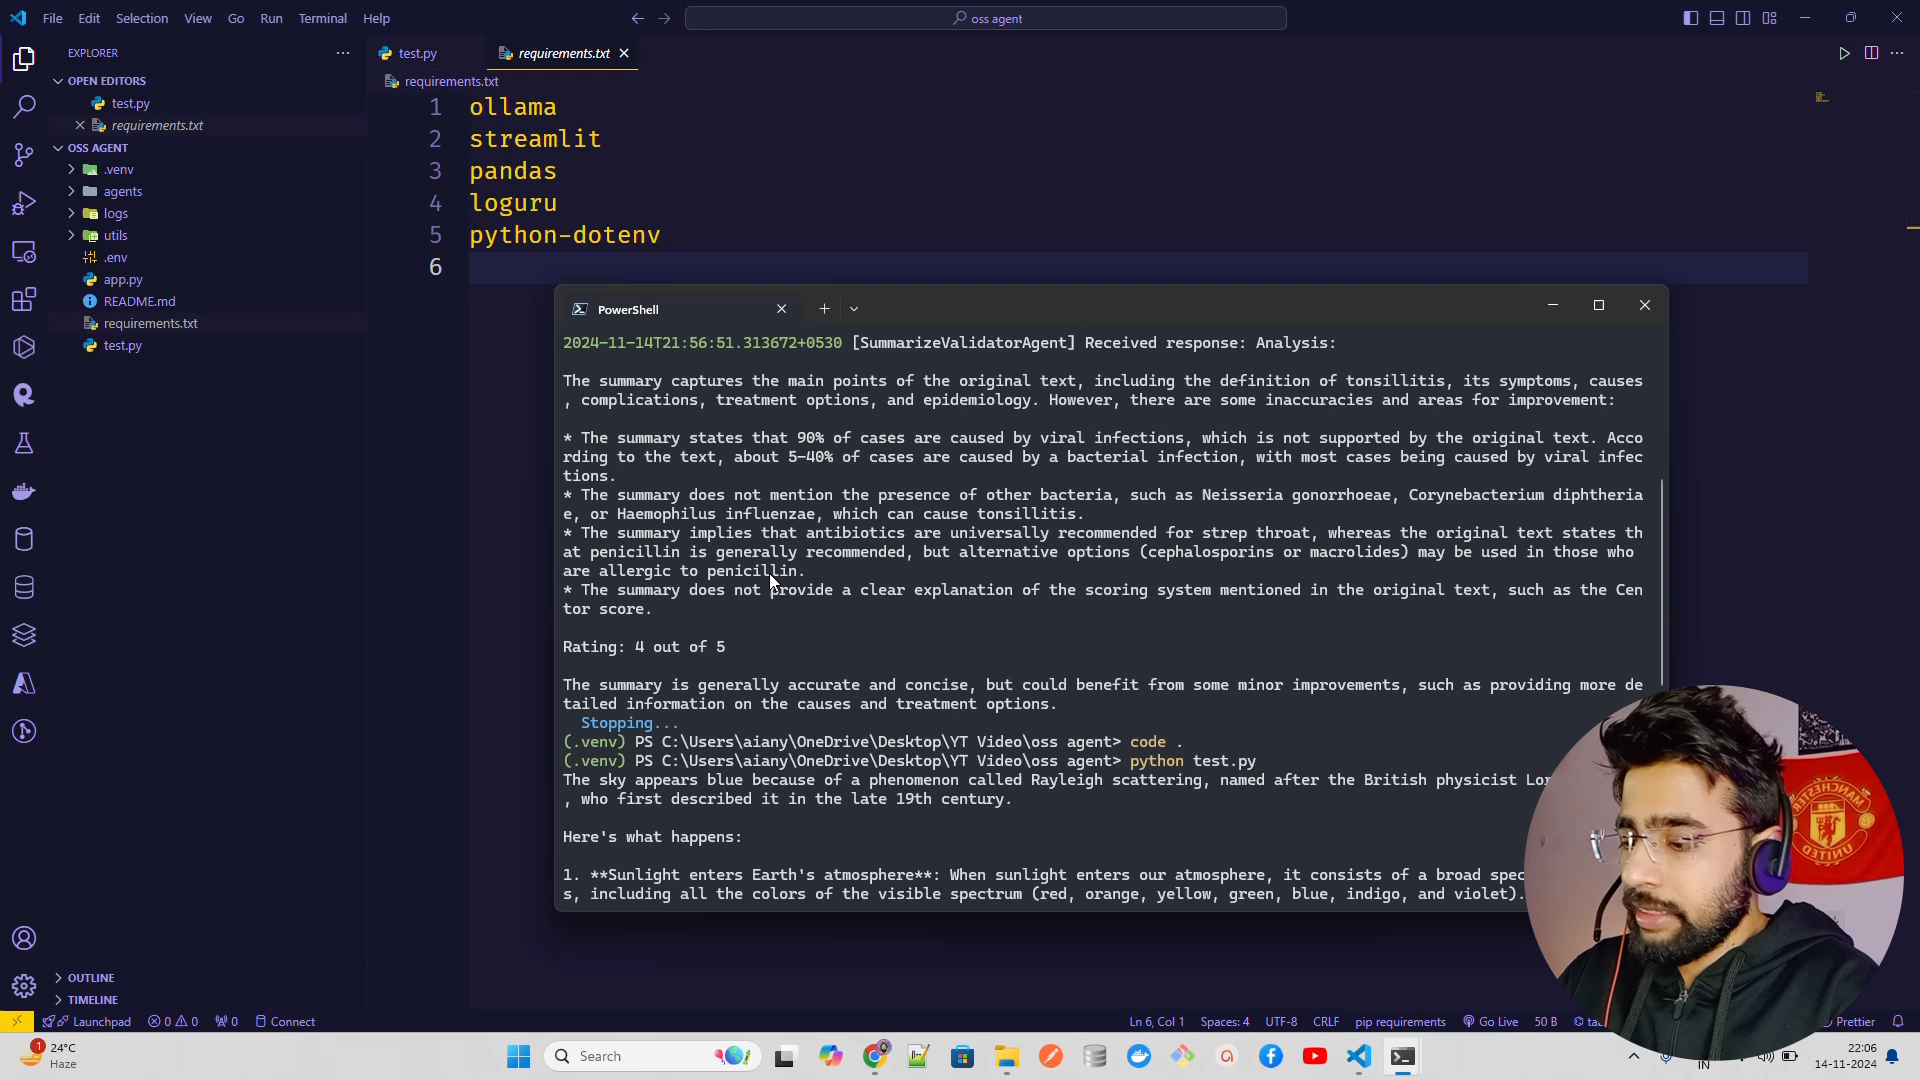 File Edit Selection View Go Run Terminal Help
oss agent
EXPLORER
OPEN EDITORS
test.py
requirements.txt
OSS AGENT
.venv
agents
logs
utils
.env
app.py
README.md
requirements.txt
test.py
OUTLINE
TIMELINE
test.py
requirements.txt
requirements.txt
1 ollama
2 streamlit
3 pandas
4 loguru
5 python-dotenv
6
PowerShell
2024-11-14T21:56:51.313672+0530 [SummarizeValidatorAgent] Received response: Analysis:
The summary captures the main points of the original text, including the definition of tonsillitis, its symptoms, causes
, complications, treatment options, and epidemiology. However, there are some inaccuracies and areas for improvement:
* The summary states that 90% of cases are caused by viral infections, which is not supported by the original text. Acco
rding to the text, about 5-40% of cases are caused by a bacterial infection, with most cases being caused by viral infec
tions.
* The summary does not mention the presence of other bacteria, such as Neisseria gonorrhoeae, Corynebacterium diphtheria
e, or Haemophilus influenzae, which can cause tonsillitis.
* The summary implies that antibiotics are universally recommended for strep throat, whereas the original text states th
at penicillin is generally recommended, but alternative options (cephalosporins or macrolides) may be used in those who
are allergic to penicillin.
* The summary does not provide a clear explanation of the scoring system mentioned in the original text, such as the Cen
tor score.
Rating: 4 out of 5
The summary is generally accurate and concise, but could benefit from some minor improvements, such as providing more de
tailed information on the causes and treatment options.
Stopping...
(.venv) PS C:\Users\aiany\OneDrive\Desktop\YT Video\oss agent> code .
(.venv) PS C:\Users\aiany\OneDrive\Desktop\YT Video\oss agent> python test.py
The sky appears blue because of a phenomenon called Rayleigh scattering, named after the British physicist
, who first described it in the late 19th century.
Here's what happens:
1. **Sunlight enters Earth's atmosphere**: When sunlight enters our atmosphere, it consists of a broad
s, including all the colors of the visible spectrum (red, orange, yellow, green, blue, indigo, and violet).
MANCHESTER
UNITED
Launchpad 0 0 0 Connect
Ln 6, Col 1 Spaces: 4 UTF-8 CRLF pip requirements Go Live 50 B Prettier
1 24°C
Haze
Search
IN
22:06
14-11-2024